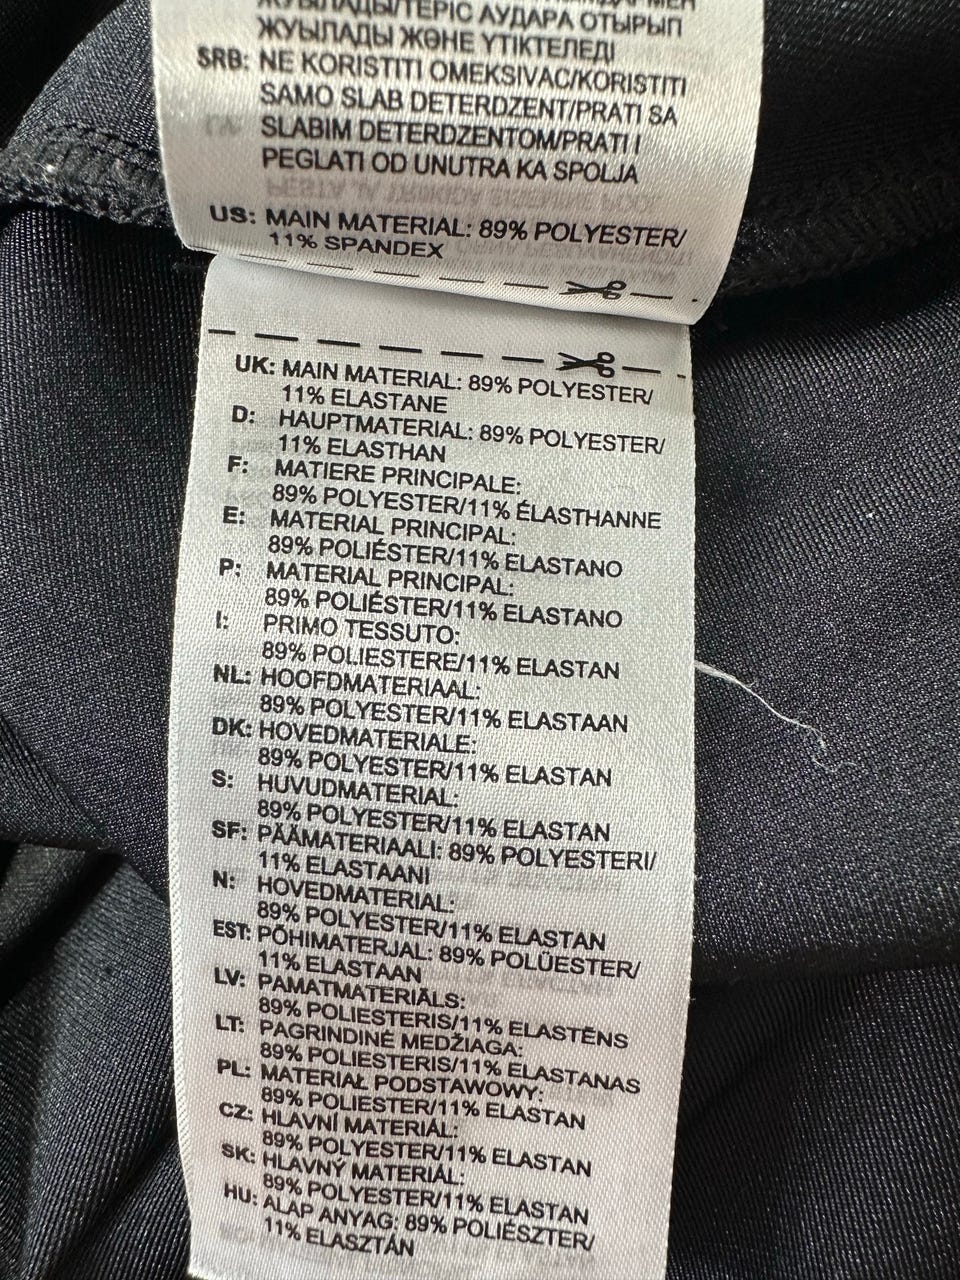 ЖУЫЛАДЫ/ТЕРІС АУДАРА ОТЫРЫП
ЖУЫЛАДЫ ЖӘНЕ ҮТІКТЕЛЕДІ
SRB: NE KORISTITI OMEKSIVAC/KORISTITI
SAMO SLAB DETERDZENT/PRATI SA
SLABIM DETERDZENTOM/PRATI I
PEGLATI OD UNUTRA KA SPOLJA
US: MAIN MATERIAL: 89% POLYESTER/
11% SPANDEX
UK: MAIN MATERIAL: 89% POLYESTER/
11% ELASTANE
D: HAUPTMATERIAL: 89% POLYESTER/
11% ELASTHAN
F: MATIERE PRINCIPALE:
89% POLYESTER/11% ÉLASTHANNE
E: MATERIAL PRINCIPAL:
89% POLIÉSTER/11% ELASTANO
P: MATERIAL PRINCIPAL:
89% POLIÉSTER/11% ELASTANO
I: PRIMO TESSUTO:
89% POLIESTERE/11% ELASTAN
NL: HOOFDMATERIAAL:
89% POLYESTER/11% ELASTAAN
DK: HOVEDMATERIALE:
89% POLYESTER/11% ELASTAN
S: HUVUDMATERIAL:
89% POLYESTER/11% ELASTAN
SF: PÄÄMATERIAALI: 89% POLYESTERI/
11% ELASTAANI
N: HOVEDMATERIAL:
89% POLYESTER/11% ELASTAN
EST: PÕHIMATERJAL: 89% POLÜESTER/
11% ELASTAAN
LV: PAMATMATERIĀLS:
89% POLIESTERIS/11% ELASTĒNS
LT: PAGRINDINĖ MEDŽIAGA:
89% POLIESTERIS/11% ELASTANAS
PL: MATERIAŁ PODSTAWOWY:
89% POLIESTER/11% ELASTAN
CZ: HLAVNÍ MATERIÁL:
89% POLYESTER/11% ELASTAN
SK: HLAVNÝ MATERIÁL:
89% POLYESTER/11% ELASTAN
HU: ALAP ANYAG: 89% POLIÉSZTER/
11% ELASZTÁN